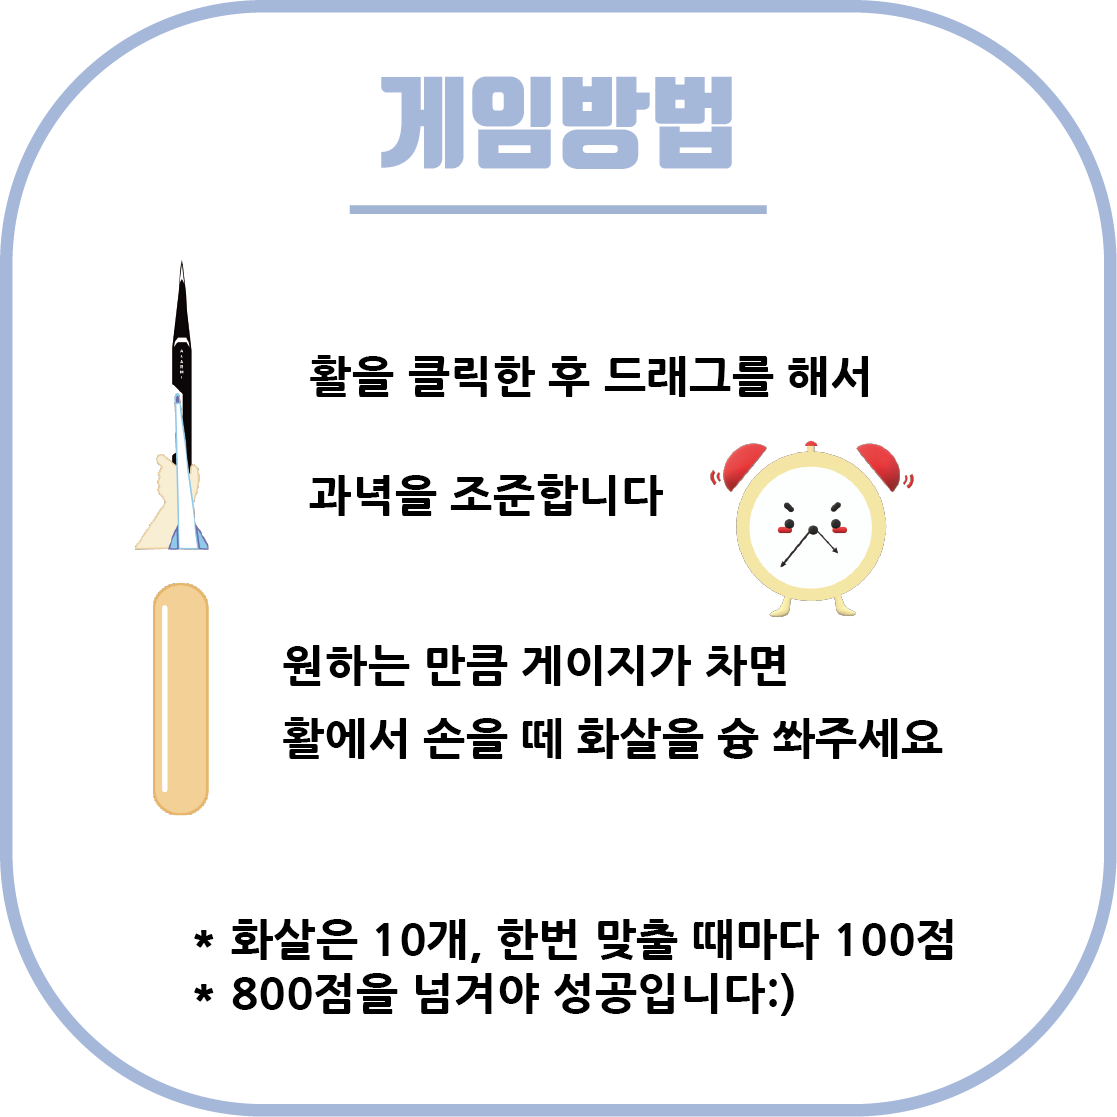 게임방법
활을 클릭한 후 드래그를 해서
과녁을 조준합니다
원하는 만큼 게이지가 차면
활에서 손을 떼 화살을 슝 쏴주세요
* 화살은 10개, 한번 맞출 때마다 100점
* 800점을 넘겨야 성공입니다:)